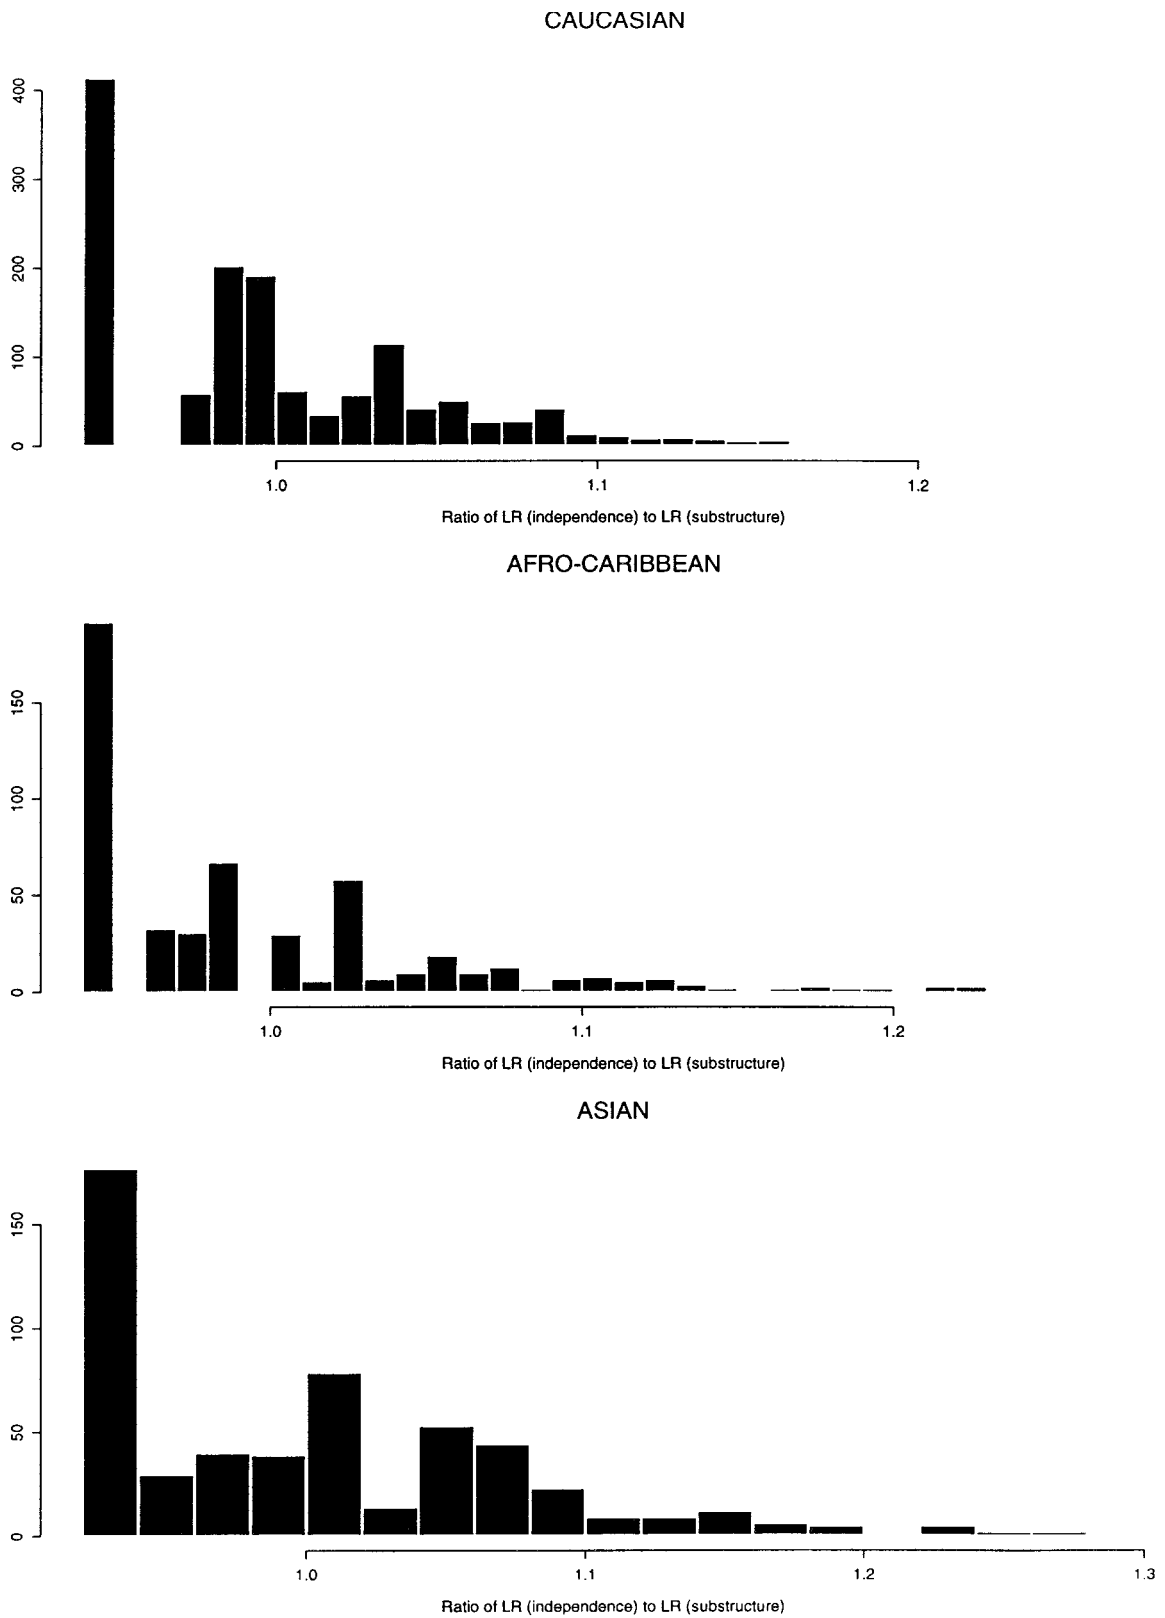 CAUCASIAN
400
300
200
100
0
1.0 1.1 1.2
Ratio of LR (independence) to LR (substructure)
AFRO-CARIBBEAN
150
100
50
0
1.0 1.1 1.2
Ratio of LR (independence) to LR (substructure)
ASIAN
150
100
50
0
1.0 1.1 1.2 1.3
Ratio of LR (independence) to LR (substructure)